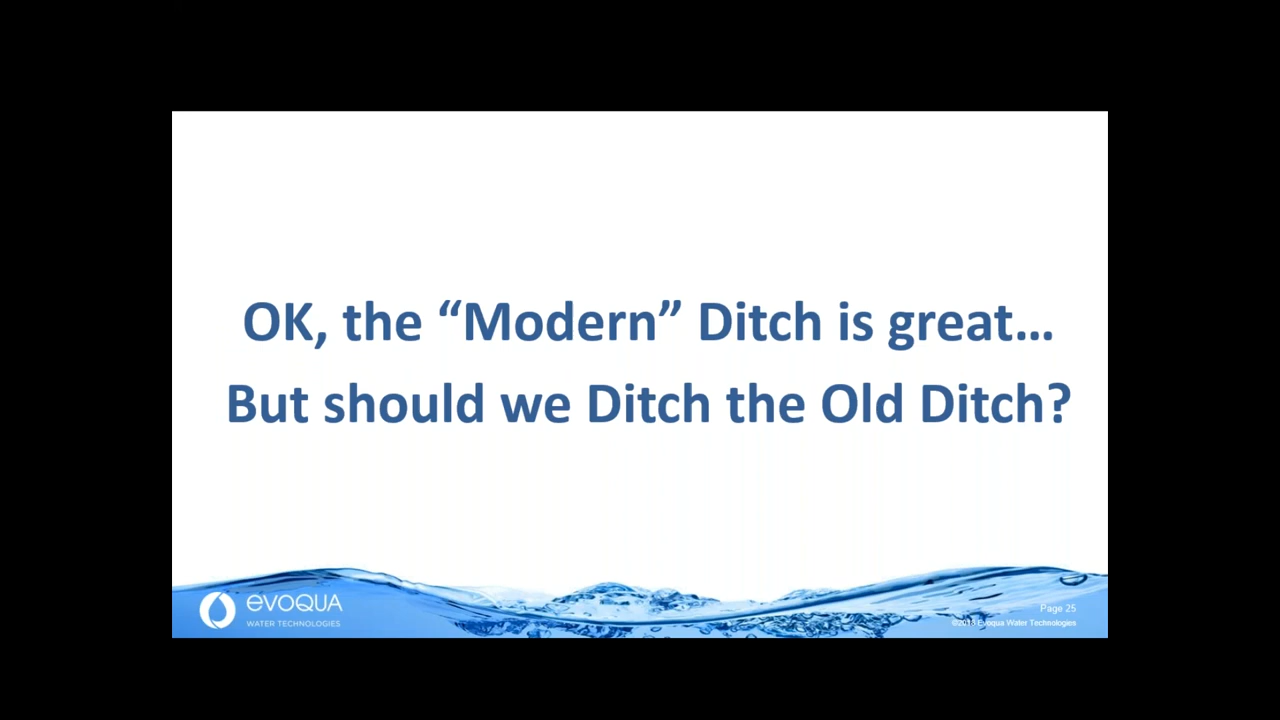 OK, the “Modern” Ditch is great…
But should we Ditch the Old Ditch?
evoQUA
WATER TECHNOLOGIES
Page 25
©2018 Evoqua Water Technologies